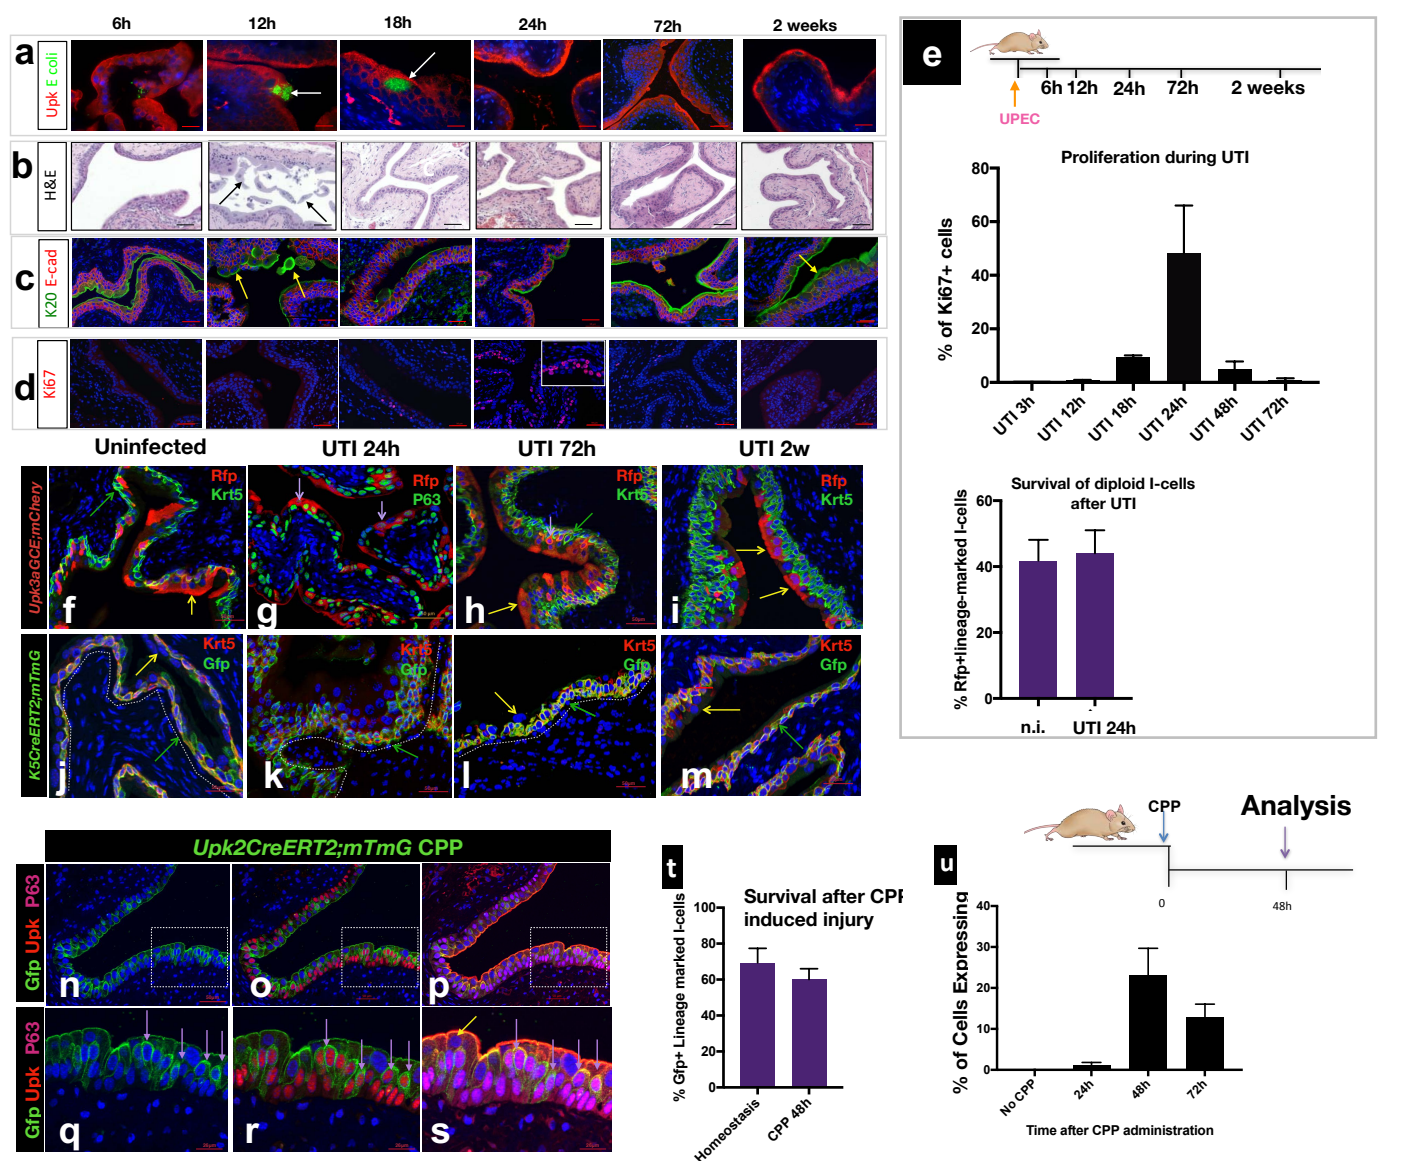 6h 12h 18h 24h 72h 2 weeks
a
Upk E coli
b
H&E
c
K20 E-cad
d
Ki67
e
6h 12h 24h 72h 2 weeks
UPEC
Proliferation during UTI
% of Ki67+ cells
80
60
40
20
0
UTI 3h UTI 12h UTI 18h UTI 24h UTI 48h UTI 72h
Survival of diploid I-cells
after UTI
% Rfp+lineage-marked I-cells
60
40
20
0
n.i. UTI 24h
Uninfected UTI 24h UTI 72h UTI 2w
Upk3aGCE;mCherry
Rfp
Krt5
f
Rfp
P63
g
Rfp
Krt5
h
Rfp
Krt5
i
K5CreERT2;mTmG
Krt5
Gfp
j
Krt5
Gfp
k
Krt5
Gfp
l
Krt5
Gfp
m
Upk2CreERT2;mTmG CPP
Gfp Upk P63
n o p
Gfp Upk P63
q r s
t
Survival after CPP
induced injury
% Gfp+ Lineage marked I-cells
100
80
60
40
20
0
Homeostasis CPP 48h
u
CPP Analysis
0 48h
% of Cells Expressing
40
30
20
10
0
No CPP 24h 48h 72h
Time after CPP administration